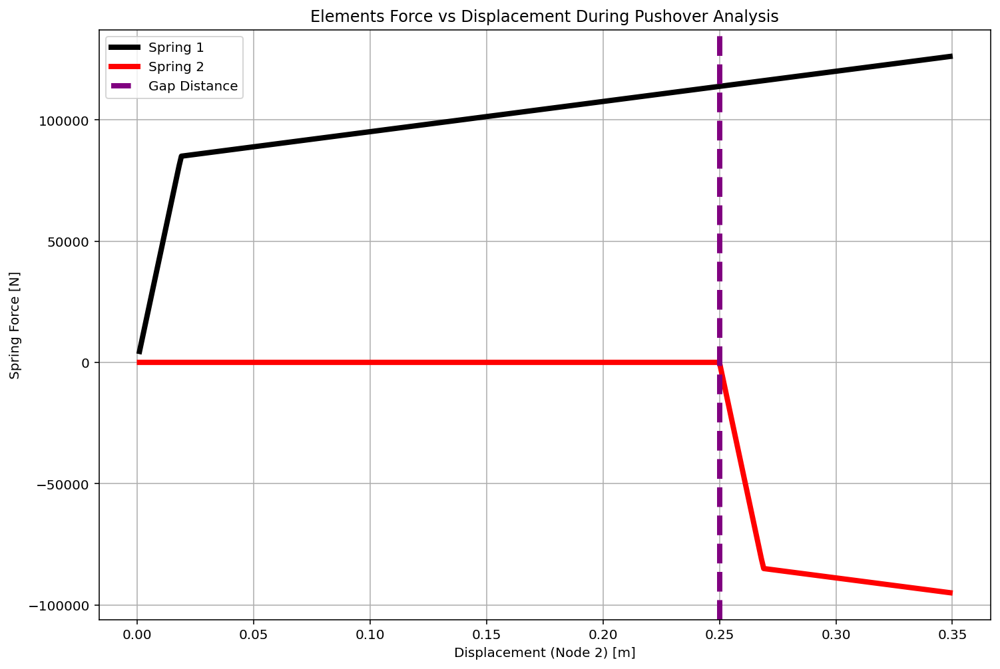 Elements Force vs Displacement During Pushover Analysis
Spring 1
Spring 2
Gap Distance
100000
50000
0
−50000
−100000
Spring Force [N]
0.00 0.05 0.10 0.15 0.20 0.25 0.30 0.35
Displacement (Node 2) [m]